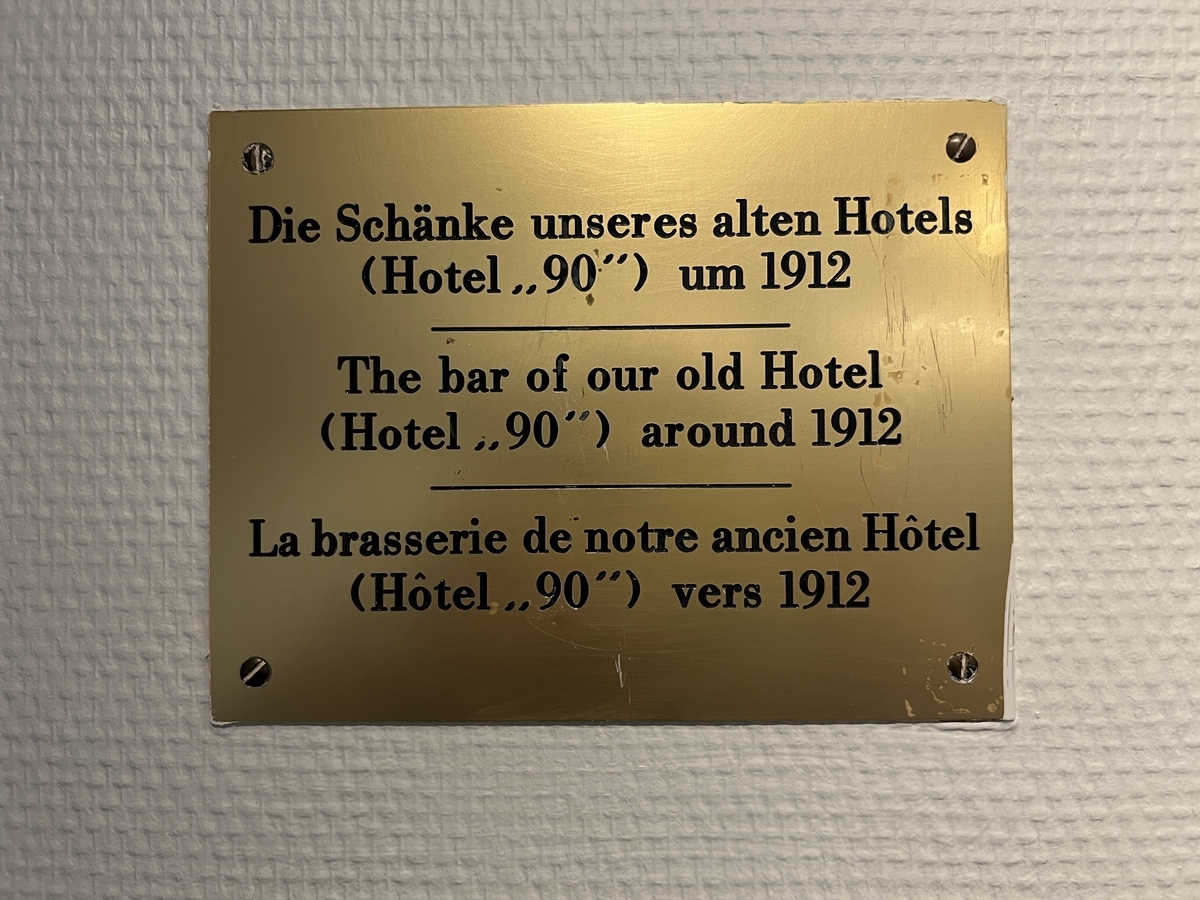 Die Schänke unseres alten Hotels
(Hotel „90”) um 1912
The bar of our old Hotel
(Hotel „90”) around 1912
La brasserie de notre ancien Hôtel
(Hôtel „90”) vers 1912